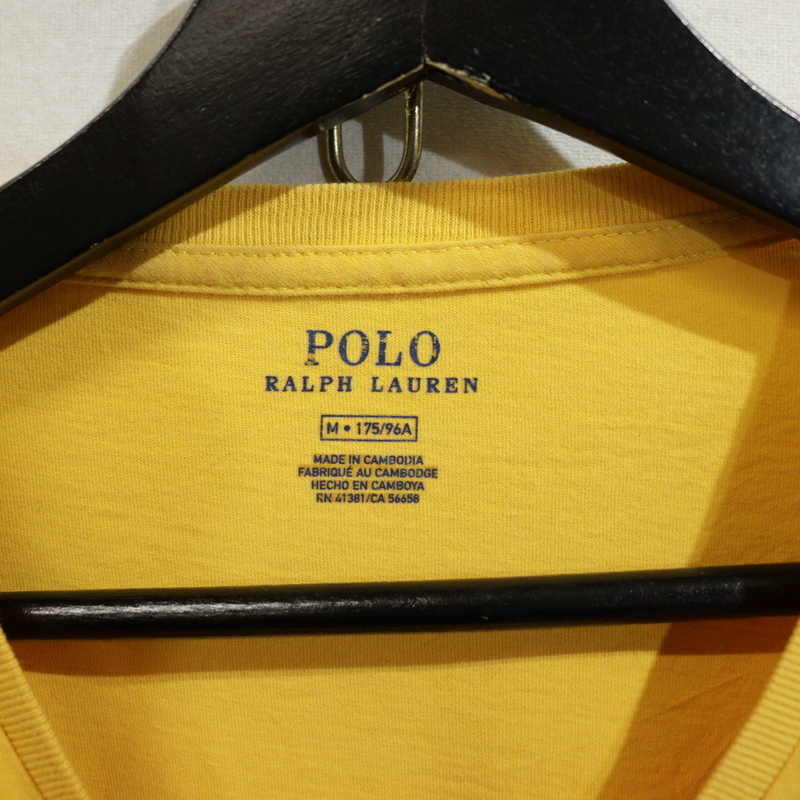 POLO
RALPH LAUREN
M • 175/96A
MADE IN CAMBODIA
FABRIQUÉ AU CAMBODGE
HECHO EN CAMBOYA
RN 41381/CA 56658